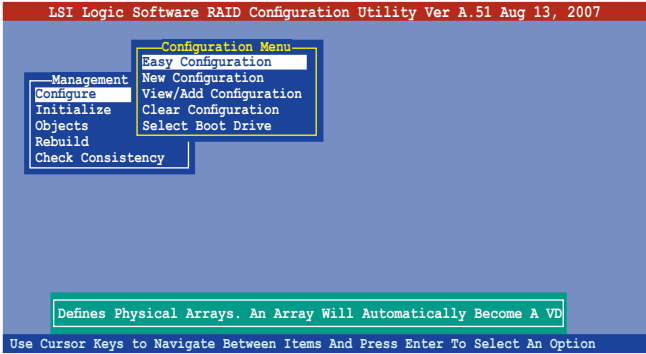 LSI Logic Software RAID Configuration Utility Ver A.51 Aug 13, 2007
Configuration Menu
Easy Configuration
New Configuration
View/Add Configuration
Clear Configuration
Select Boot Drive
Management
Configure
Initialize
Objects
Rebuild
Check Consistency
Defines Physical Arrays. An Array Will Automatically Become A VD
Use Cursor Keys to Navigate Between Items And Press Enter To Select An Option